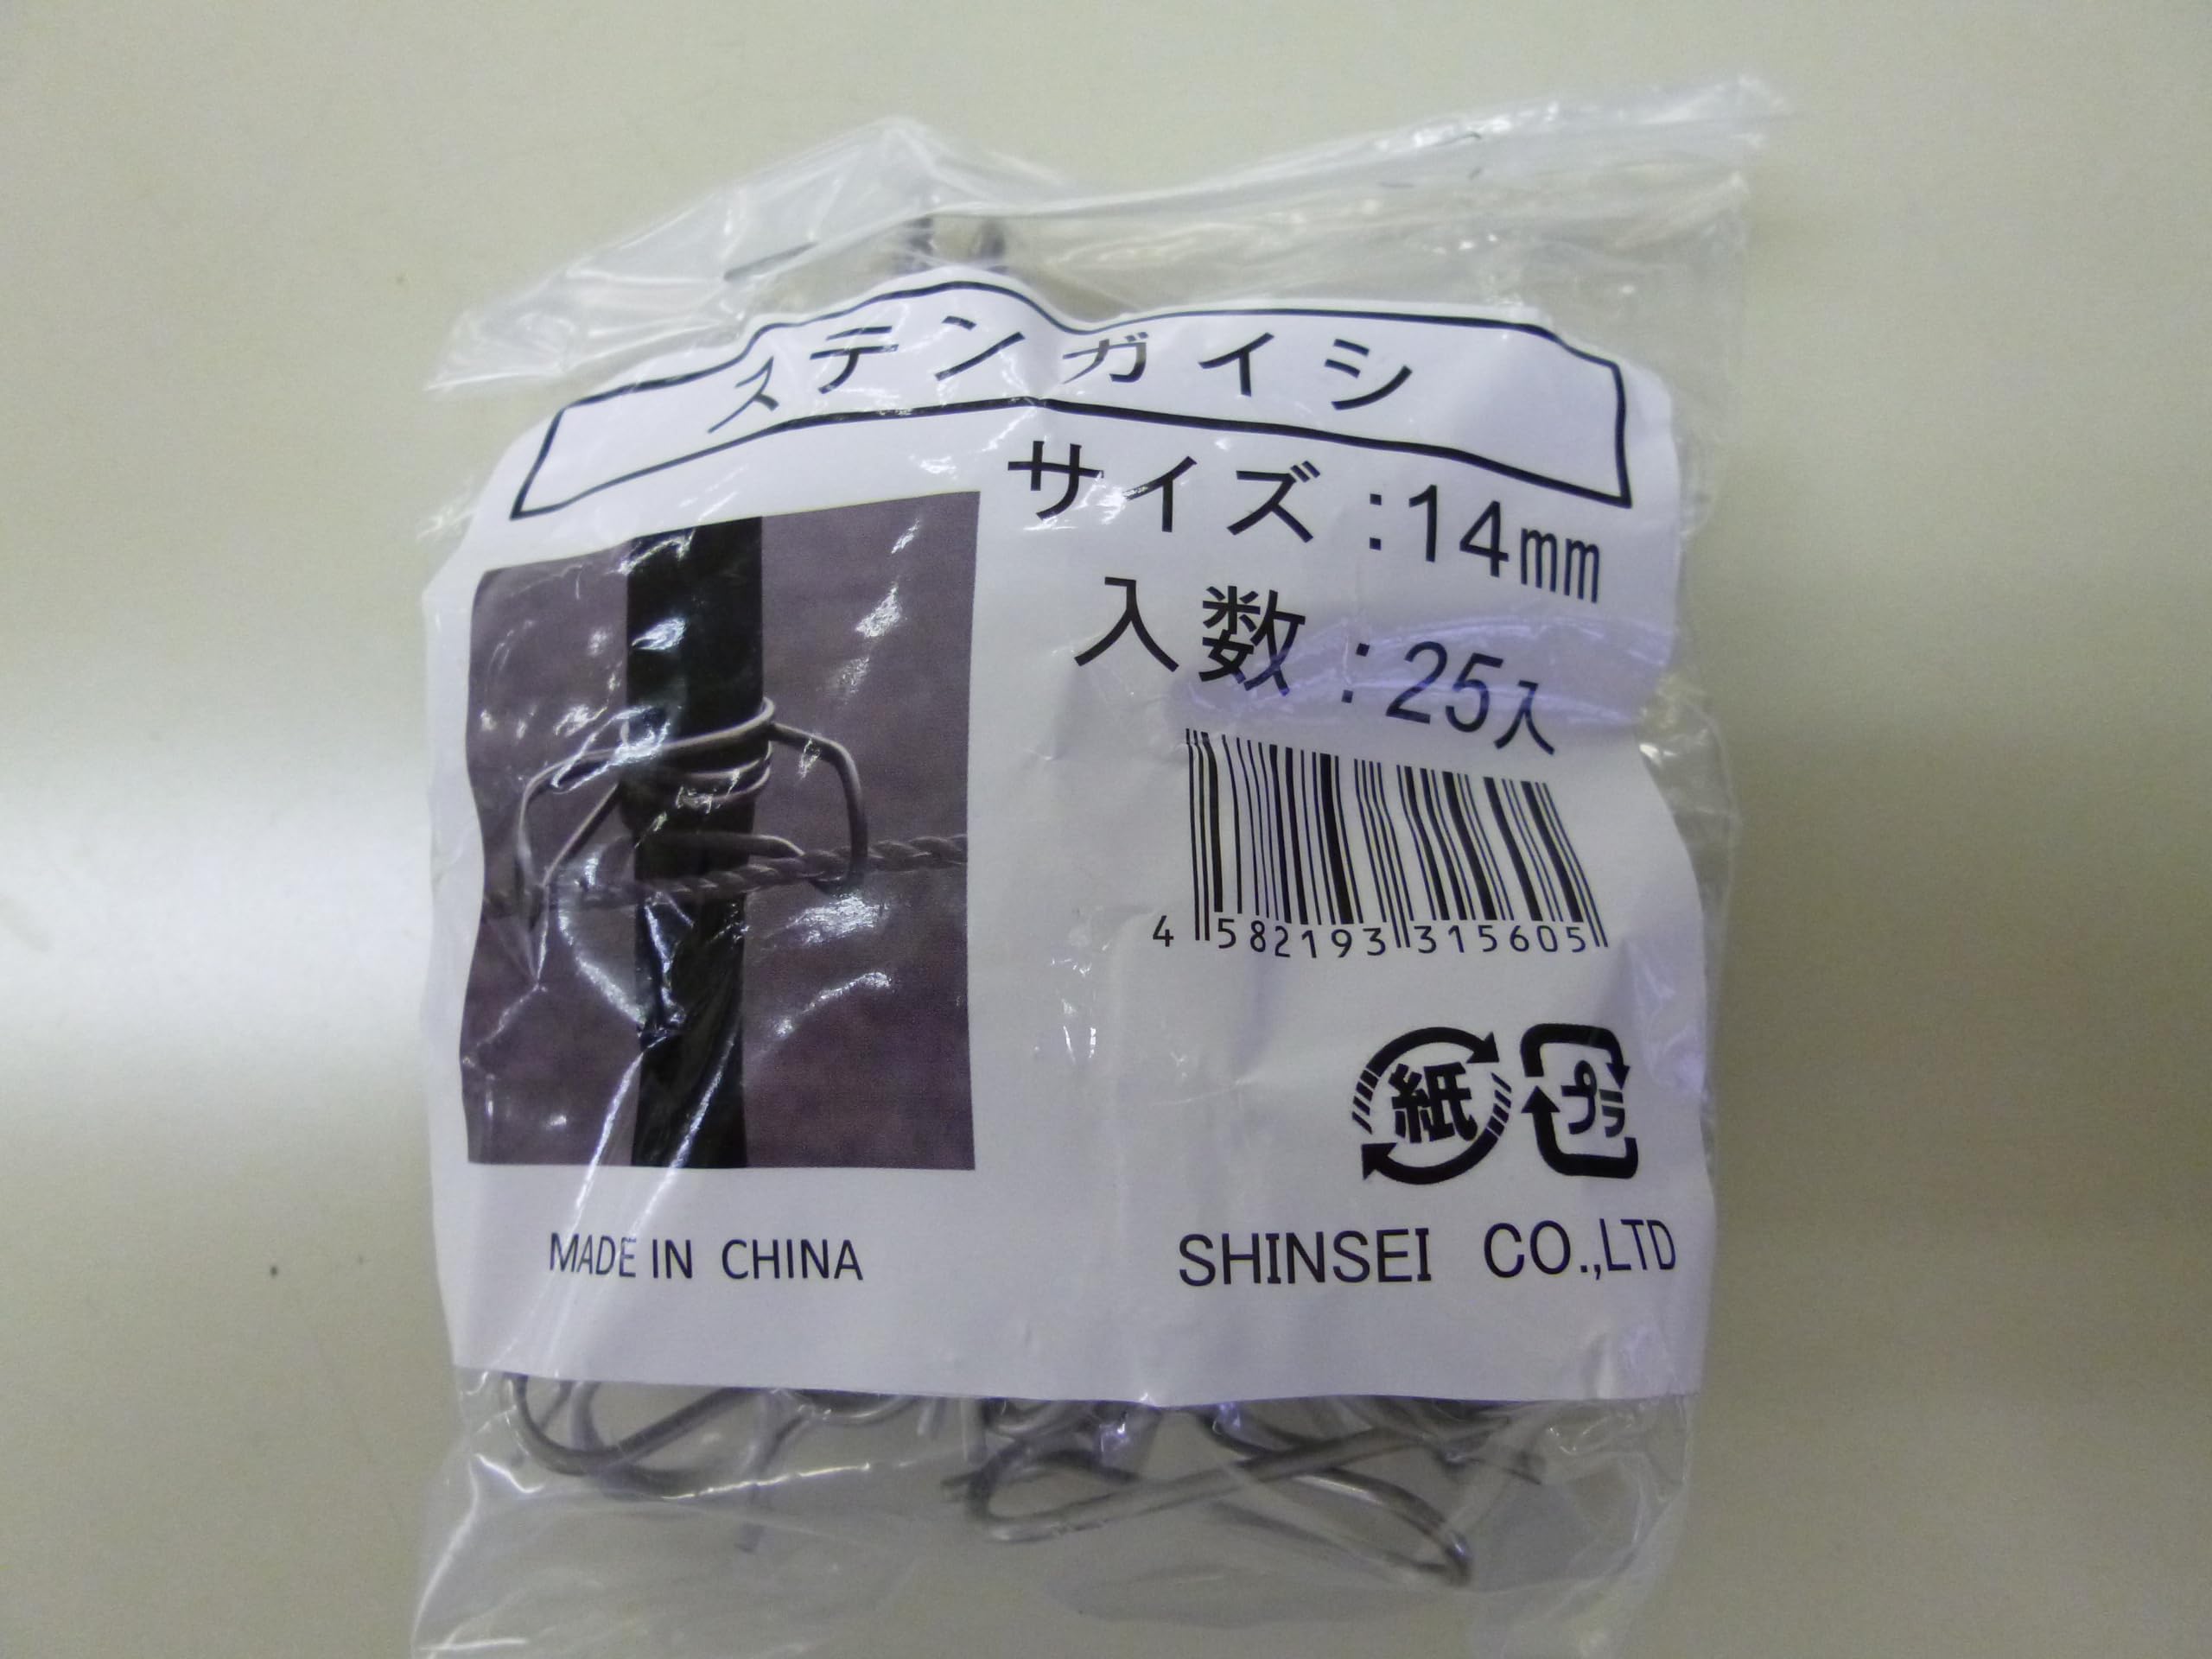 ステンガイシ
サイズ:14mm
入数:25入
4 582193 315605
紙 プラ
MADE IN CHINA
SHINSEI CO.,LTD